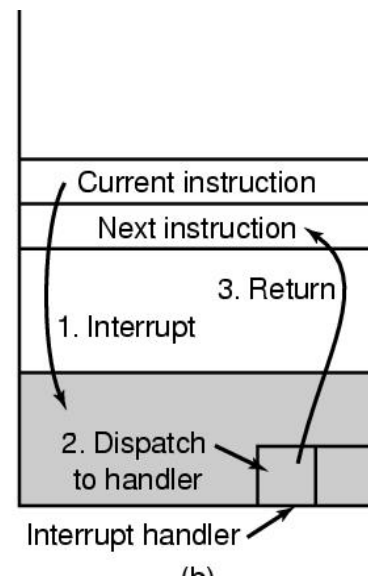 Current instruction
Next instruction
3. Return
1. Interrupt
2. Dispatch
to handler
Interrupt handler
(b)